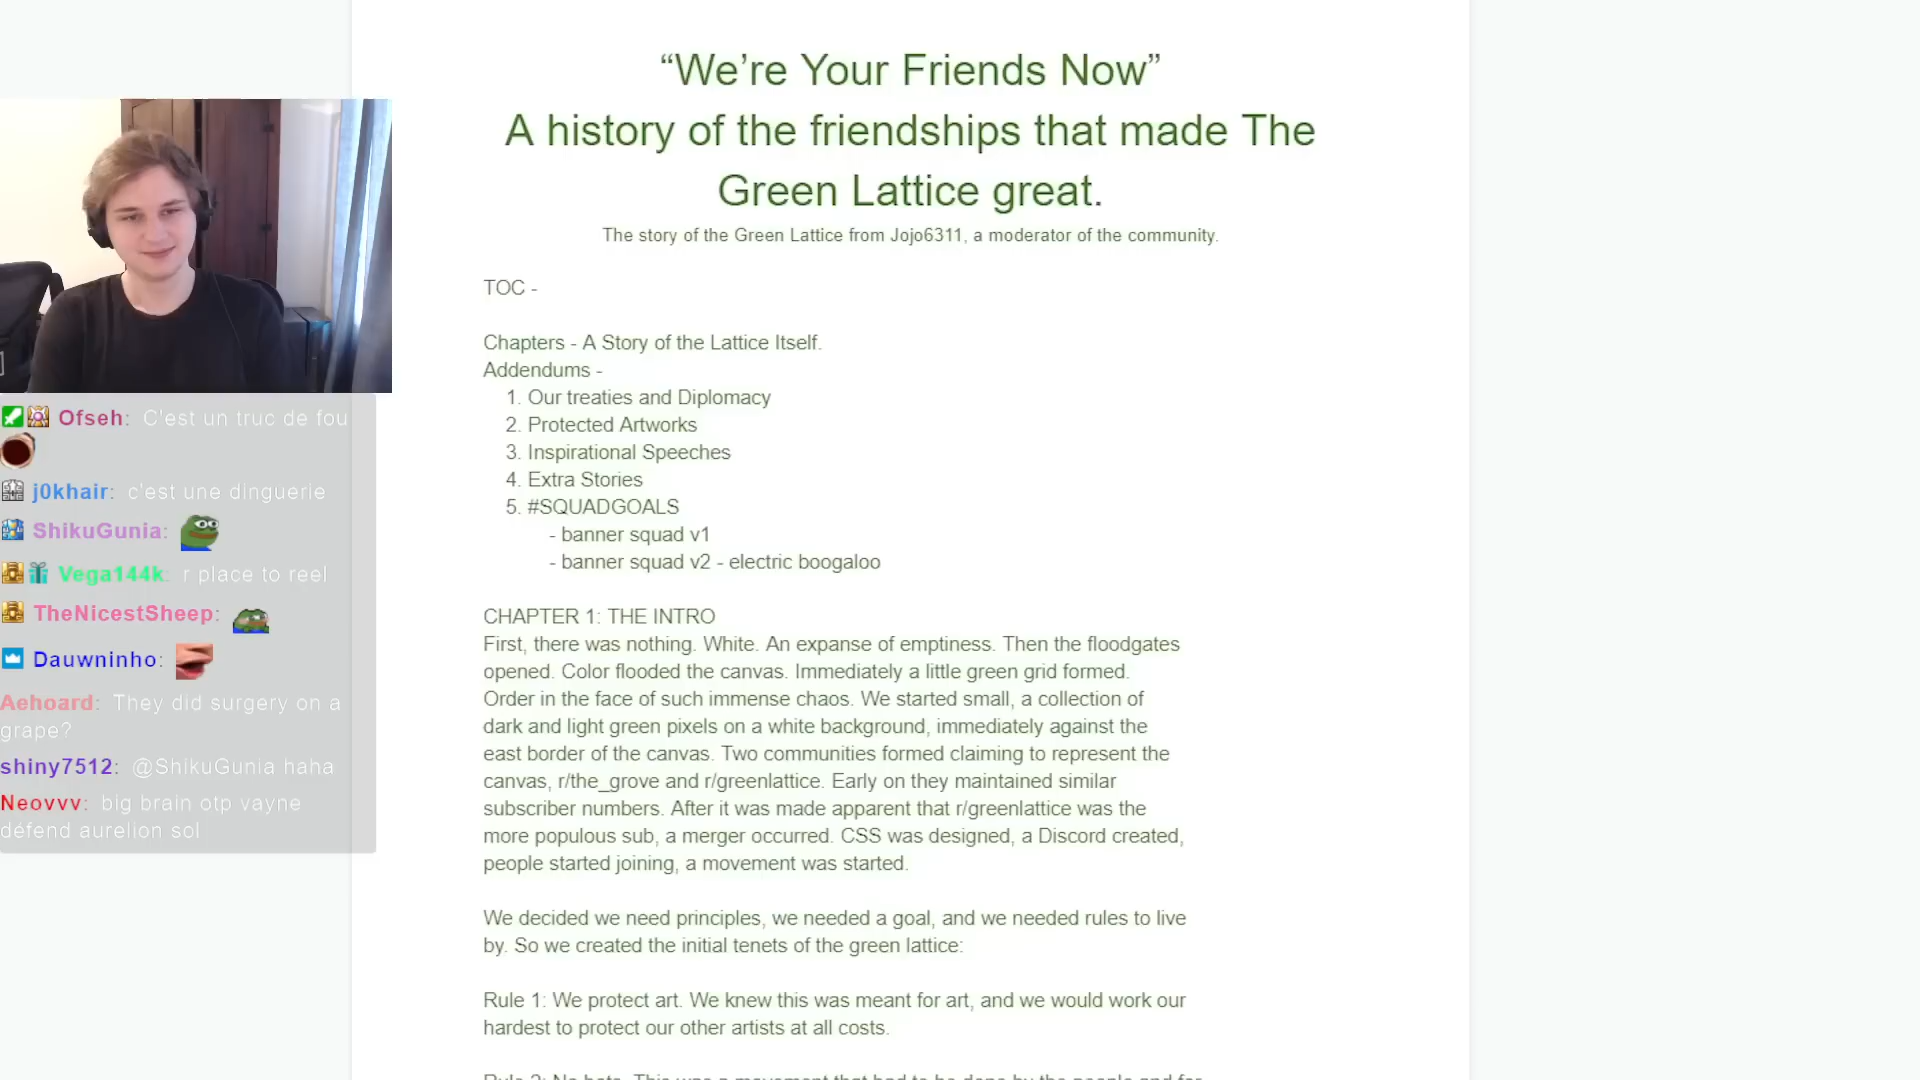 “We’re Your Friends Now”
A history of the friendships that made The
Green Lattice great.
The story of the Green Lattice from Jojo6311, a moderator of the community.
TOC -
Chapters - A Story of the Lattice Itself.
Addendums -
1. Our treaties and Diplomacy
2. Protected Artworks
3. Inspirational Speeches
4. Extra Stories
5. #SQUADGOALS
- banner squad v1
- banner squad v2 - electric boogaloo
CHAPTER 1: THE INTRO
First, there was nothing. White. An expanse of emptiness. Then the floodgates
opened. Color flooded the canvas. Immediately a little green grid formed.
Order in the face of such immense chaos. We started small, a collection of
dark and light green pixels on a white background, immediately against the
east border of the canvas. Two communities formed claiming to represent the
canvas, r/the_grove and r/greenlattice. Early on they maintained similar
subscriber numbers. After it was made apparent that r/greenlattice was the
more populous sub, a merger occurred. CSS was designed, a Discord created,
people started joining, a movement was started.
We decided we need principles, we needed a goal, and we needed rules to live
by. So we created the initial tenets of the green lattice:
Rule 1: We protect art. We knew this was meant for art, and we would work our
hardest to protect our other artists at all costs.
Ofseh: C'est un truc de fou
j0khair: c'est une dinguerie
ShikuGunia:
Vega144k: r place to reel
TheNicestSheep:
Dauwninho:
Aehoard: They did surgery on a
grape?
shiny7512: @ShikuGunia haha
Neovvv: big brain otp vayne
défend aurelion sol